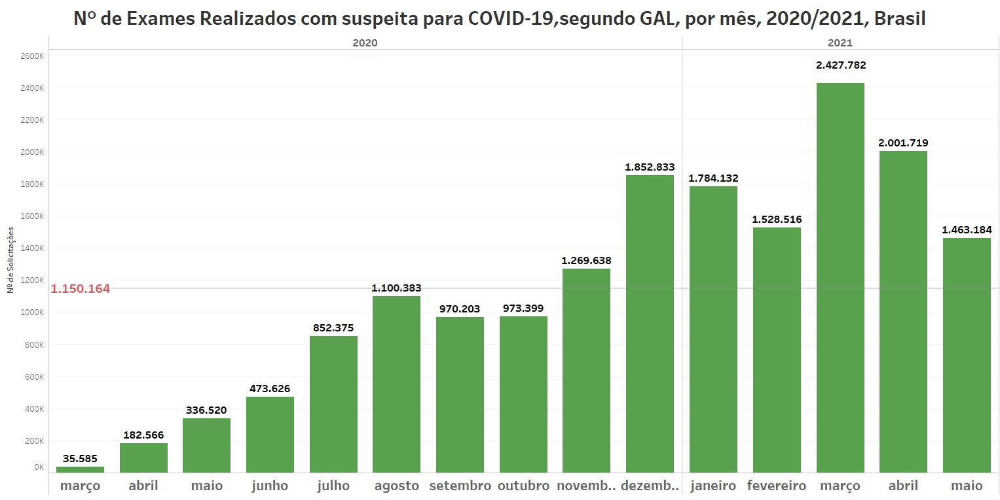 Nº de Exames Realizados com suspeita para COVID-19,segundo GAL, por mês, 2020/2021, Brasil
2020 2021
2600K
2400K
2200K
2000K
1800K
1600K
1400K
1200K
1000K
800K
600K
400K
200K
0K
Nº de Solicitações
1.150.164
35.585
182.566
336.520
473.626
852.375
1.100.383
970.203
973.399
1.269.638
1.852.833
1.784.132
1.528.516
2.427.782
2.001.719
1.463.184
março abril maio junho julho agosto setembro outubro novemb.. dezemb.. janeiro fevereiro março abril maio